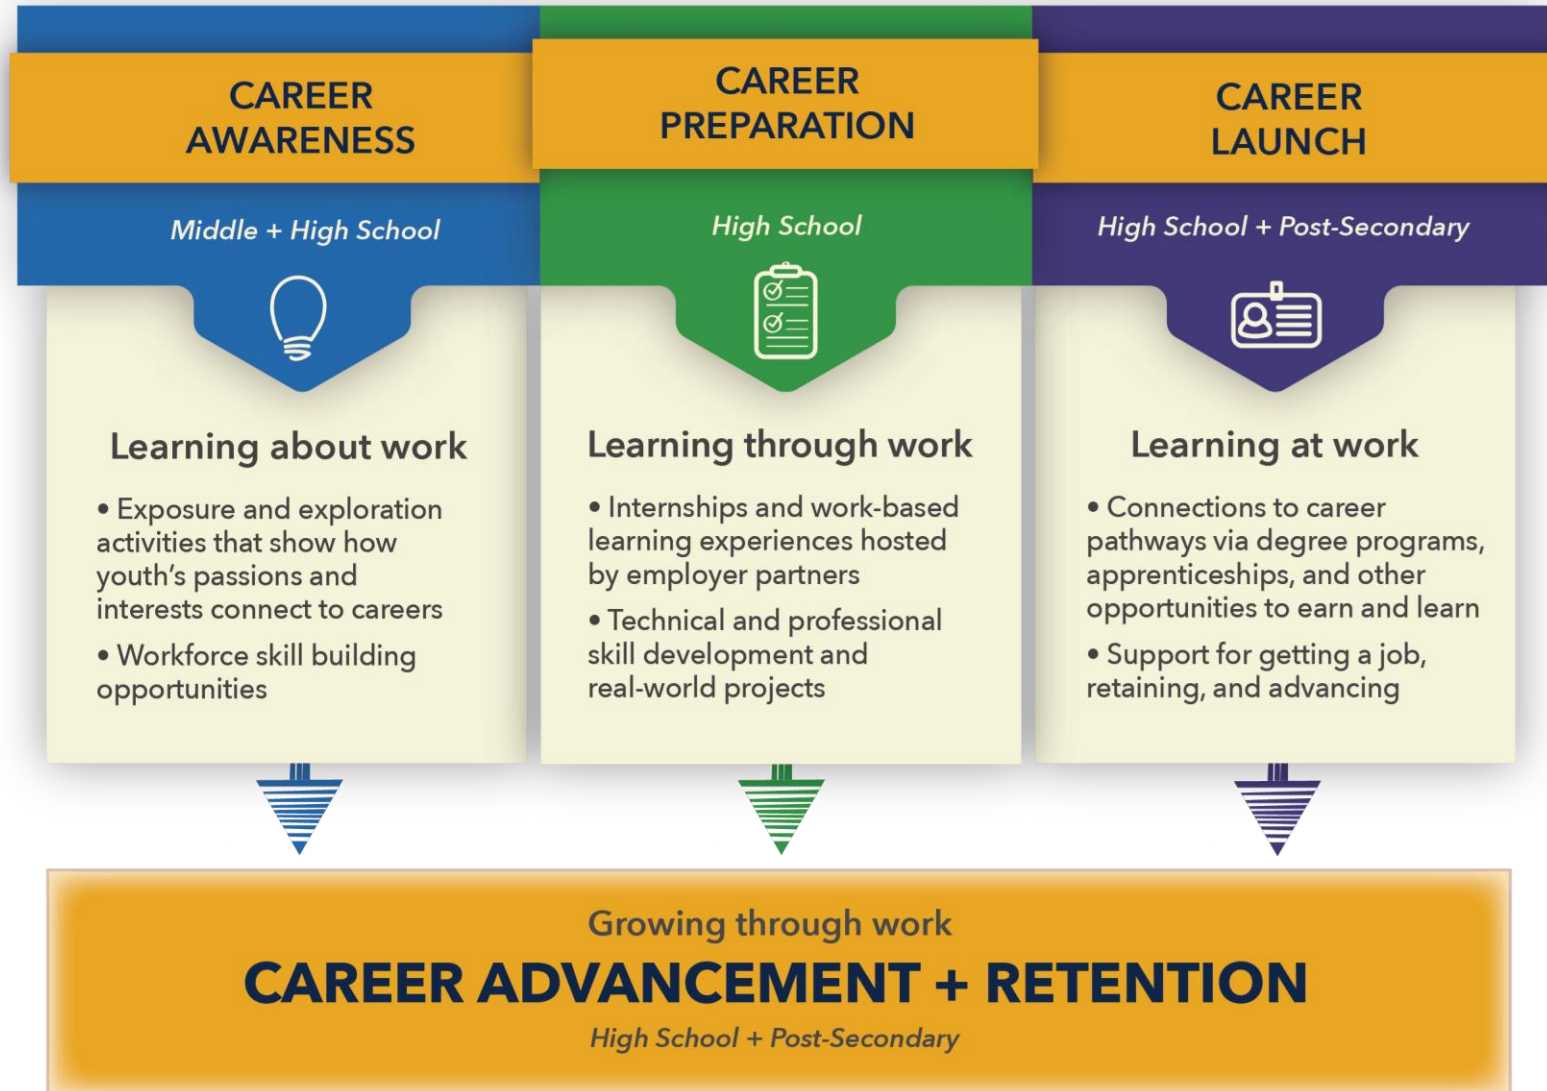 CAREER
AWARENESS
Middle + High School
Learning about work
• Exposure and exploration
activities that show how
youth's passions and
interests connect to careers
• Workforce skill building
opportunities
CAREER
PREPARATION
High School
Learning through work
• Internships and work-based
learning experiences hosted
by employer partners
• Technical and professional
skill development and
real-world projects
CAREER
LAUNCH
High School + Post-Secondary
Learning at work
• Connections to career
pathways via degree programs,
apprenticeships, and other
opportunities to earn and learn
• Support for getting a job,
retaining, and advancing
Growing through work
CAREER ADVANCEMENT + RETENTION
High School + Post-Secondary